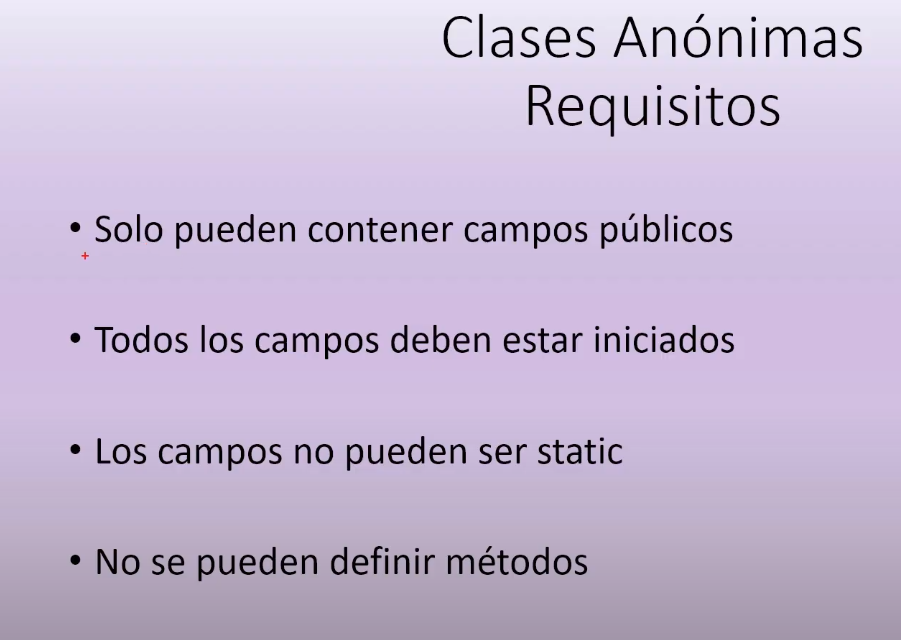 Clases Anónimas
Requisitos
• Solo pueden contener campos públicos
• Todos los campos deben estar iniciados
• Los campos no pueden ser static
• No se pueden definir métodos